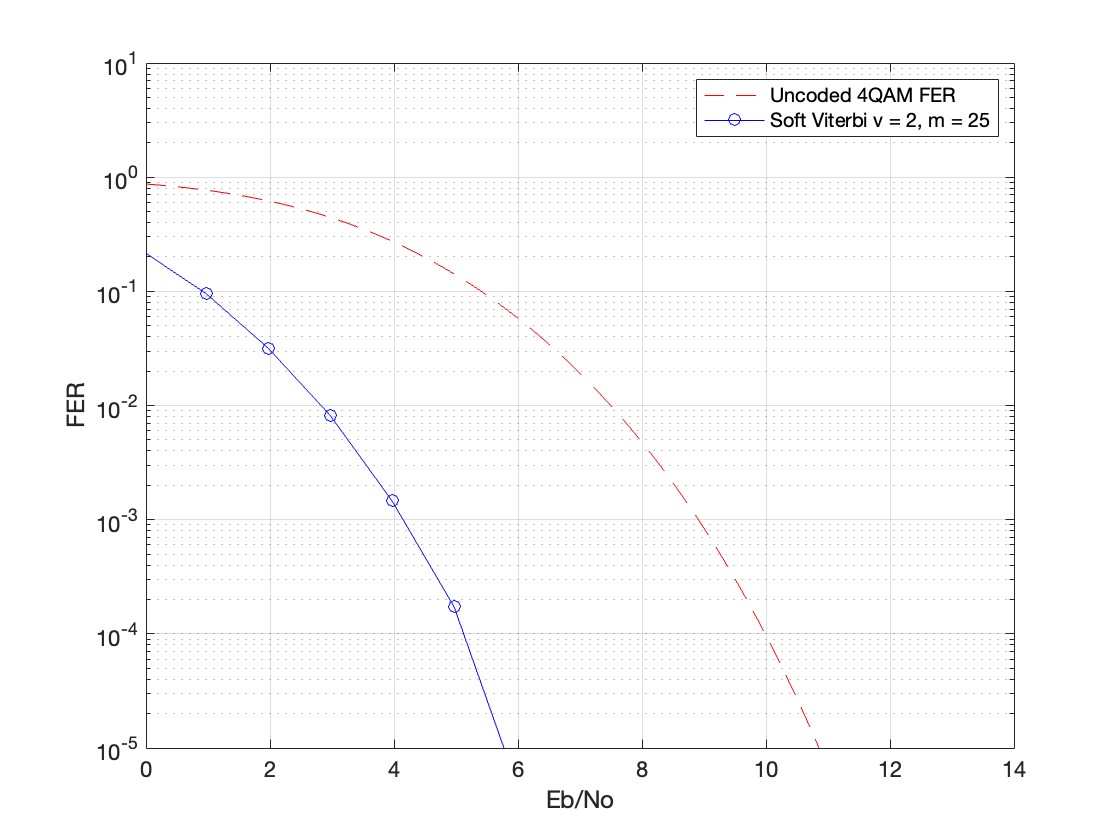 10^1
Uncoded 4QAM FER
Soft Viterbi v = 2, m = 25
10^0
10^-1
10^-2
FER
10^-3
10^-4
10^-5
0 2 4 6 8 10 12 14
Eb/No